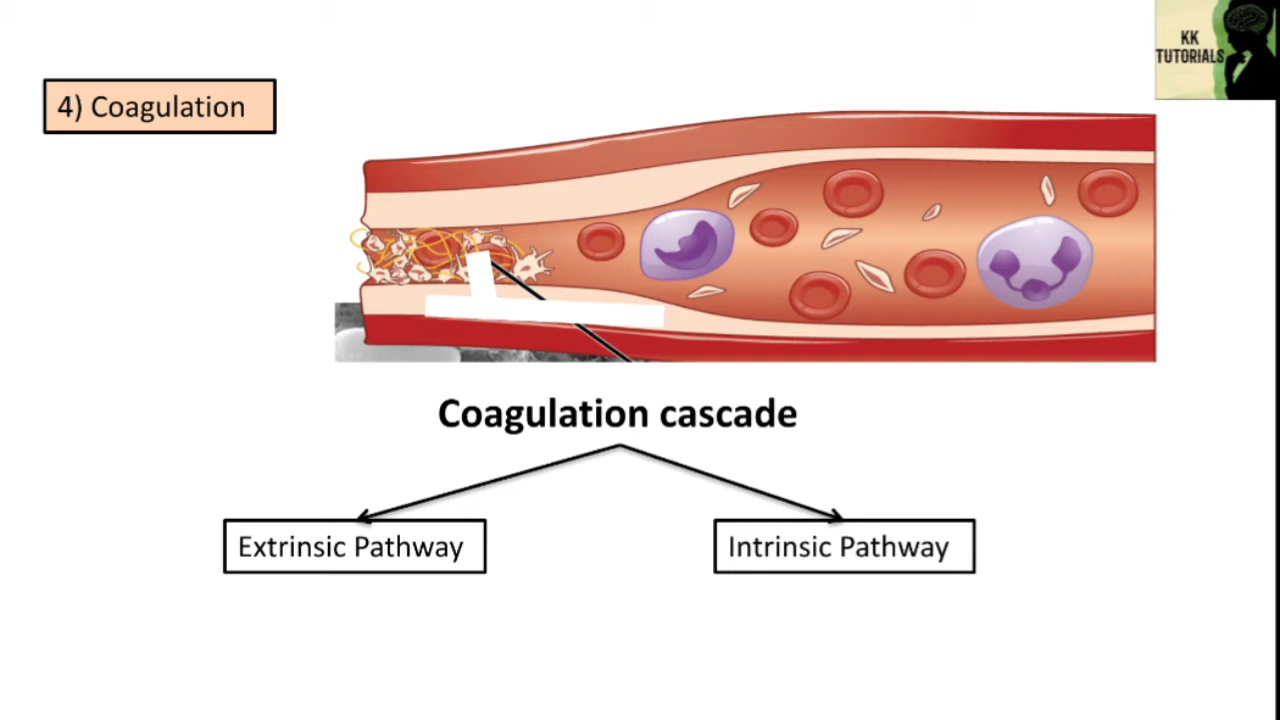 KK
TUTORIALS
4) Coagulation
Coagulation cascade
Extrinsic Pathway
Intrinsic Pathway